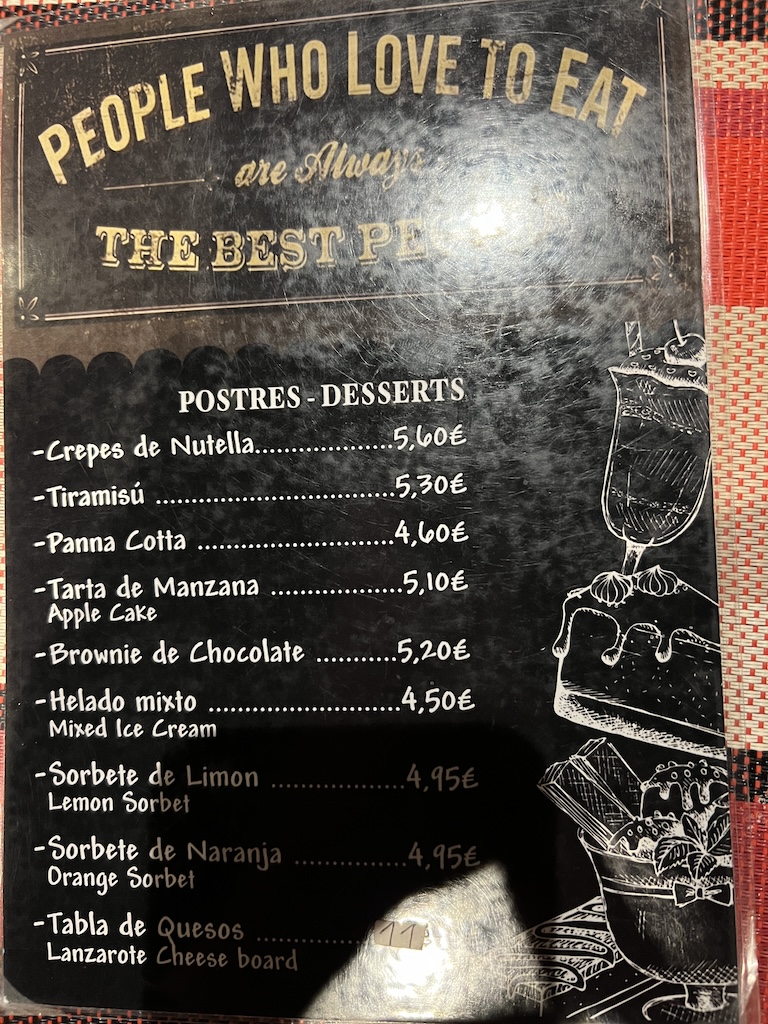 PEOPLE WHO LOVE TO EAT
are Always
THE BEST
POSTRES - DESSERTS
-Crepes de Nutella....................5,60€
-Tiramisú ...................................5,30€
-Panna Cotta .............................4,60€
-Tarta de Manzana ...................5,10€
Apple Cake
-Brownie de Chocolate ...........5,20€
-Helado mixto ............................4,50€
Mixed Ice Cream
-Sorbete de Limon ...................4,95€
Lemon Sorbet
-Sorbete de Naranja ................4,95€
Orange Sorbet
-Tabla de Quesos ................11
Lanzarote Cheese board